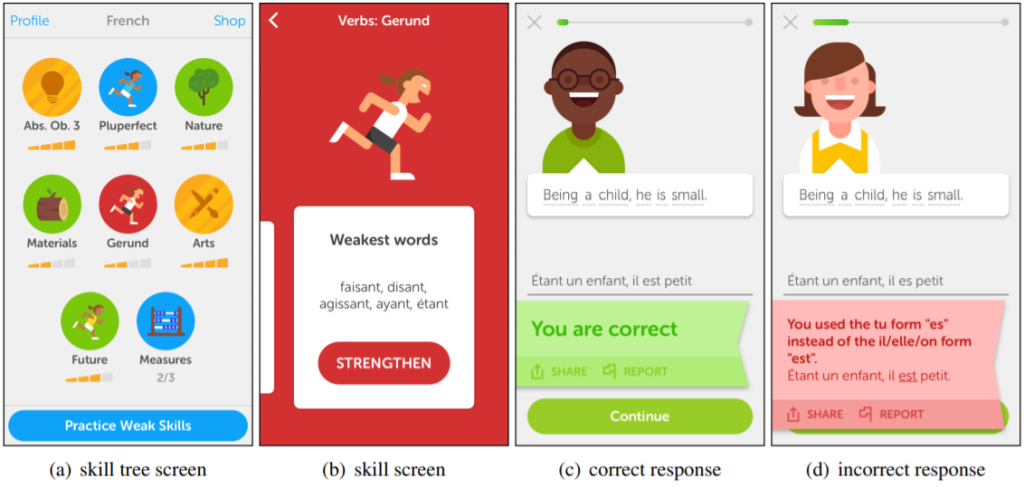 Profile French Shop
Abs. Ob. 3 Pluperfect Nature
Materials Gerund Arts
Future Measures
2/3
Practice Weak Skills
(a) skill tree screen
Verbs: Gerund
Weakest words
faisant, disant,
agissant, ayant, étant
STRENGTHEN
(b) skill screen
Being a child, he is small.
Étant un enfant, il est petit
You are correct
SHARE REPORT
Continue
(c) correct response
Being a child, he is small.
Étant un enfant, il es petit
You used the tu form "es"
instead of the il/elle/on form
"est".
Étant un enfant, il est petit.
SHARE REPORT
(d) incorrect response